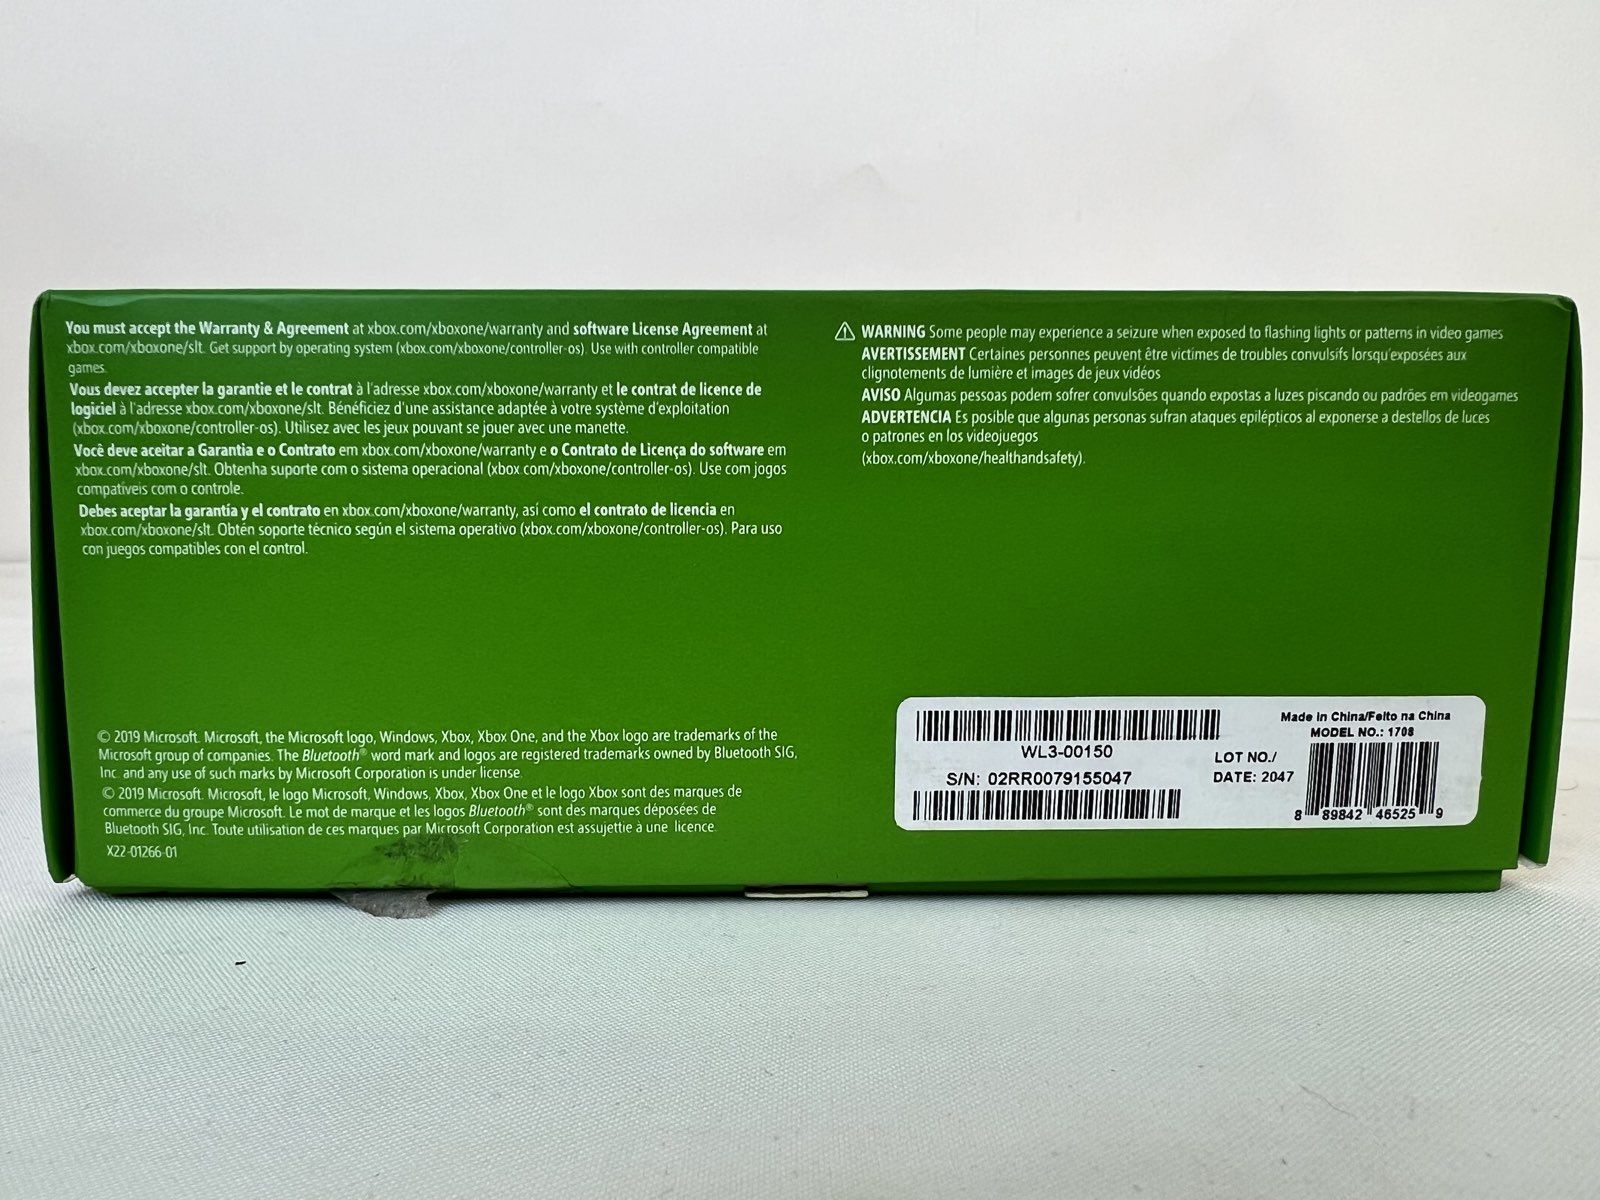 You must accept the Warranty & Agreement at xbox.com/xboxone/warranty and software License Agreement at
xbox.com/xboxone/slt. Get support by operating system (xbox.com/xboxone/controller-os). Use with controller compatible
games.
Vous devez accepter la garantie et le contrat à l'adresse xbox.com/xboxone/warranty et le contrat de licence de
logiciel à l'adresse xbox.com/xboxone/slt. Bénéficiez d'une assistance adaptée à votre système d'exploitation
(xbox.com/xboxone/controller-os). Utilisez avec les jeux pouvant se jouer avec une manette.
Você deve aceitar a Garantia e o Contrato em xbox.com/xboxone/warranty e o Contrato de Licença do software em
xbox.com/xboxone/slt. Obtenha suporte com o sistema operacional (xbox com/xboxone/controller-os). Use com jogos
compatíveis com o controle.
Debes aceptar la garantía y el contrato en xbox.com/xboxone/warranty, así como el contrato de licencia en
xbox.com/xboxone/slt. Obtén soporte técnico según el sistema operativo (xbox.com/xboxone/controller-os). Para uso
con juegos compatibles con el control.
WARNING Some people may experience a seizure when exposed to flashing lights or patterns in video games
AVERTISSEMENT Certaines personnes peuvent être victimes de troubles convulsifs lorsqu'exposées aux
clignotements de lumière et images de jeux vidéos
AVISO Algumas pessoas podem sofrer convulsões quando expostas a luzes piscando ou padrões em videogames
ADVERTENCIA Es posible que algunas personas sufran ataques epilépticos al exponerse a destellos de luces
o patrones en los videojuegos
(xbox.com/xboxone/healthandsafety).
© 2019 Microsoft. Microsoft, the Microsoft logo, Windows, Xbox, Xbox One, and the Xbox logo are trademarks of the
Microsoft group of companies. The Bluetooth® word mark and logos are registered trademarks owned by Bluetooth SIG,
Inc. and any use of such marks by Microsoft Corporation is under license.
© 2019 Microsoft. Microsoft, le logo Microsoft, Windows, Xbox, Xbox One et le logo Xbox sont des marques de
commerce du groupe Microsoft. Le mot de marque et les logos Bluetooth® sont des marques déposées de
Bluetooth SIG, Inc. Toute utilisation de ces marques par Microsoft Corporation est assujettie à une licence.
X22-01266-01
WL3-00150
S/N: 02RR0079155047
LOT NO./
DATE: 2047
Made in China/Feito na China
MODEL NO.: 1708
8 89842 46525 9